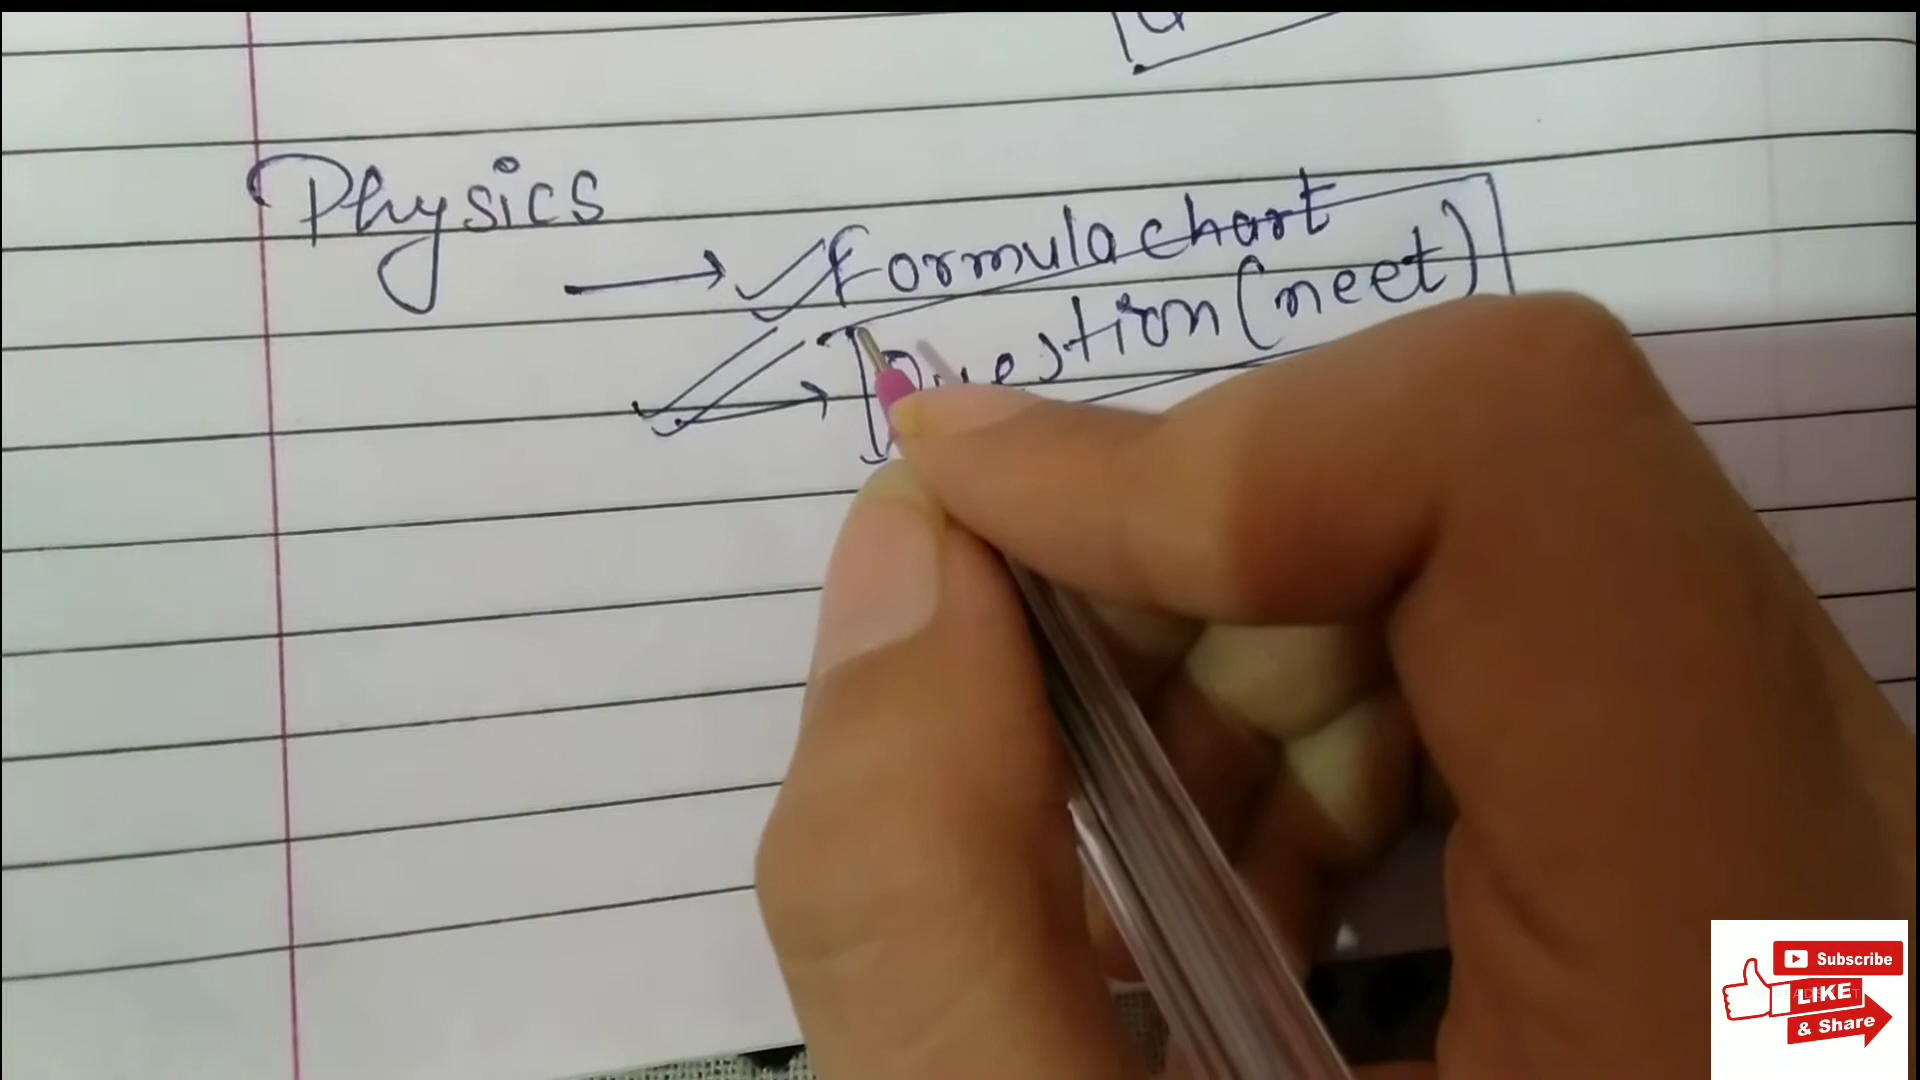 Physics
Formula chart
Question (neet)
Subscribe
LIKE
& Share